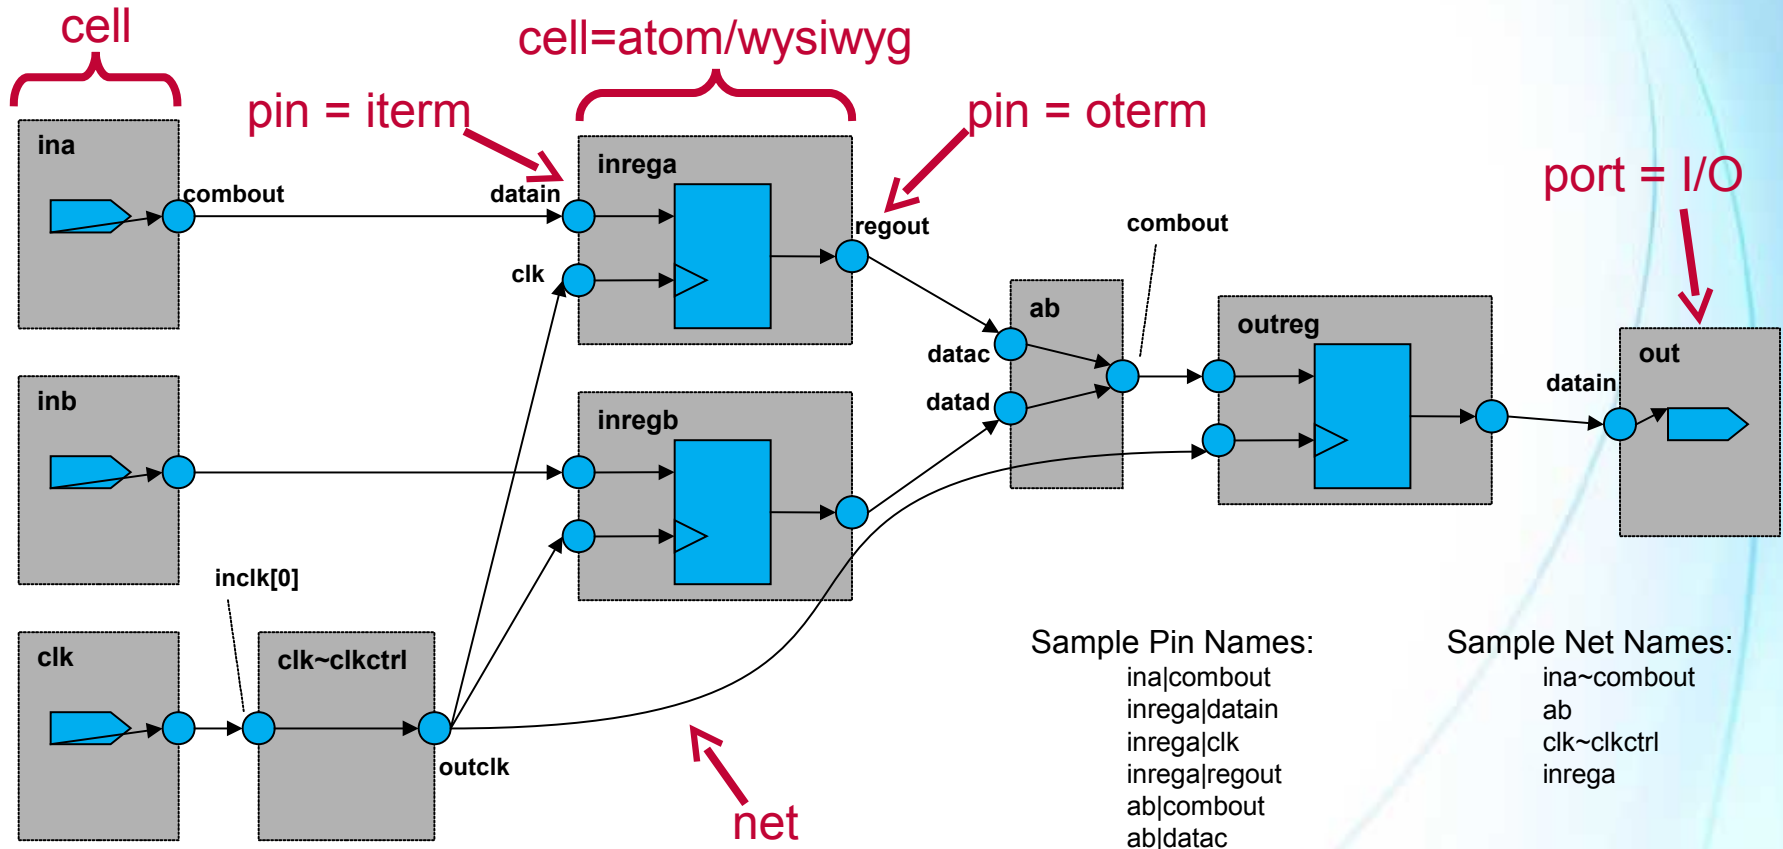 cell
cell=atom/wysiwyg
pin = iterm
pin = oterm
port = I/O
ina
combout
datain
inrega
regout
clk
combout
ab
outreg
datac
out
inb
datain
datad
inregb
inclk[0]
clk
clk~clkctrl
outclk
net
Sample Pin Names:
ina|combout
inrega|datain
inrega|clk
inrega|regout
ab|combout
ab|datac
Sample Net Names:
ina~combout
ab
clk~clkctrl
inrega